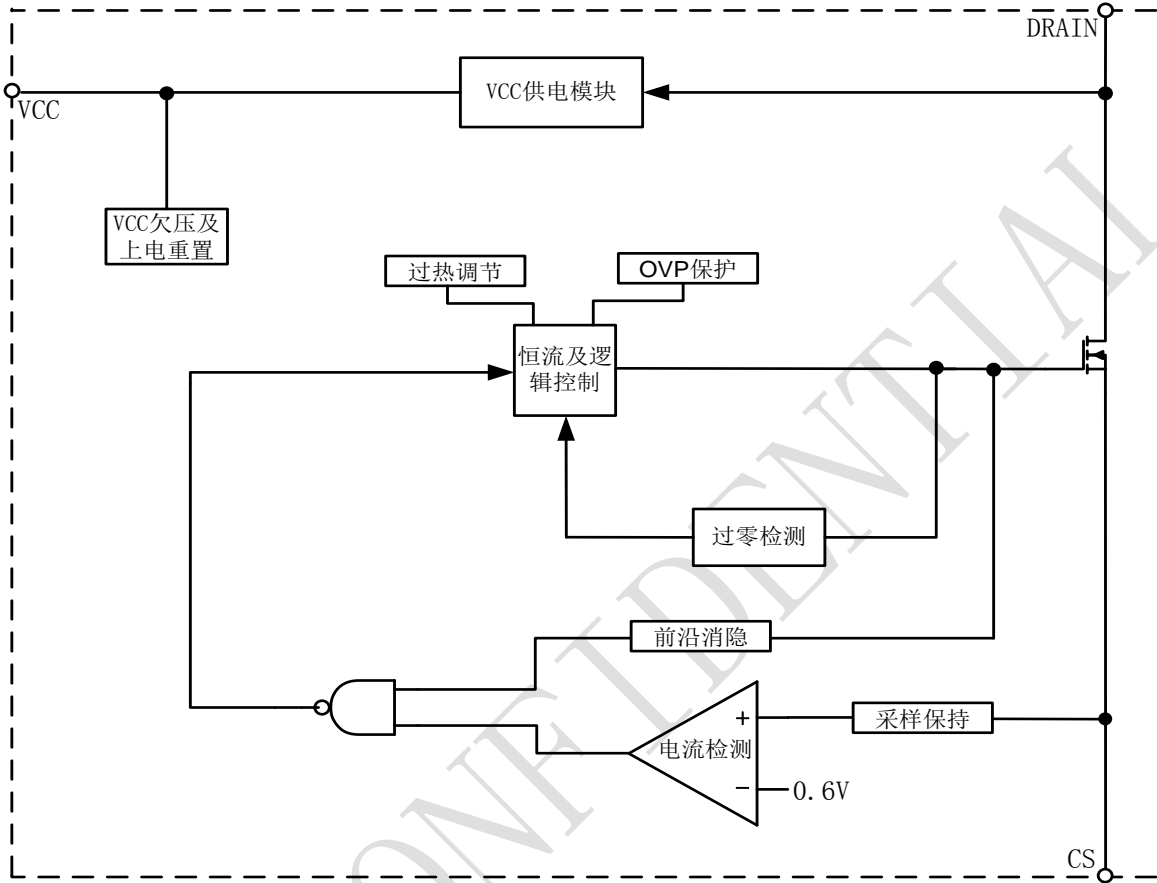 DRAIN
VCC供电模块
VCC
VCC欠压及
上电重置
过热调节
OVP保护
恒流及逻
辑控制
过零检测
前沿消隐
采样保持
+
电流检测
-
0.6V
CS
ONFIDENTIAL